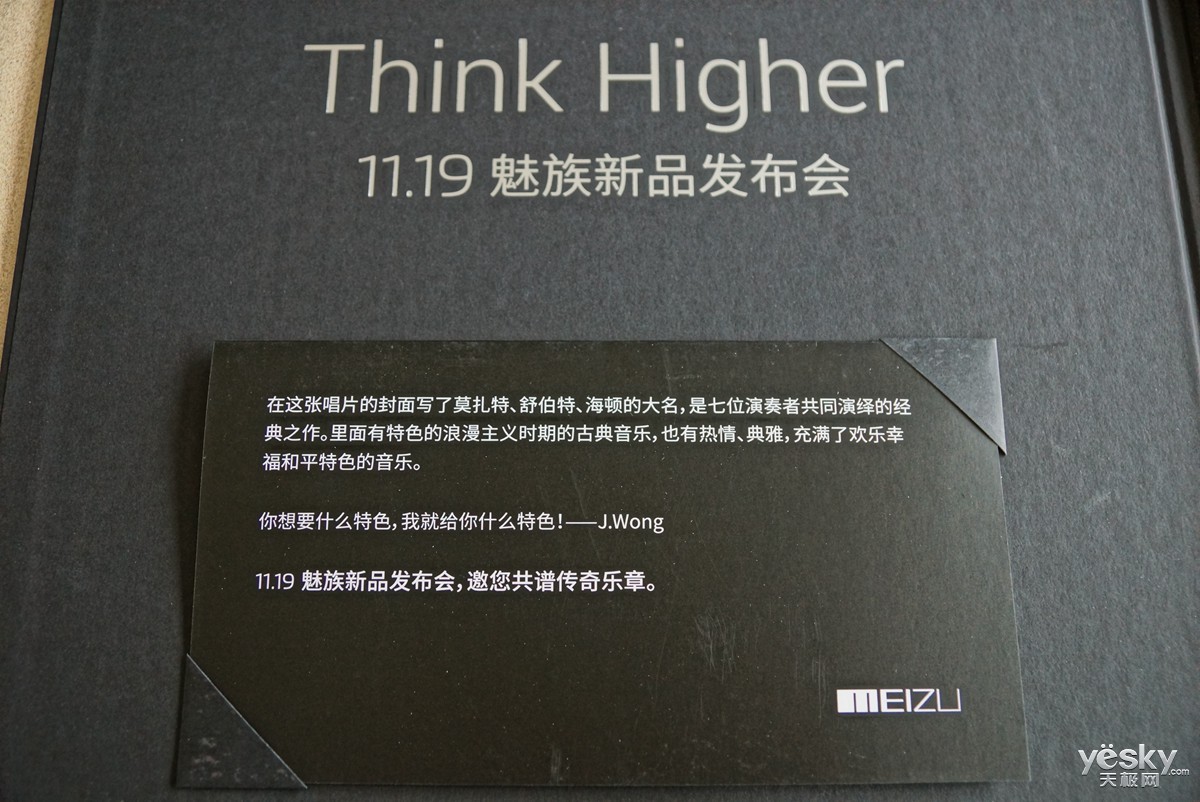 Think Higher
11.19 魅族新品发布会
在这张唱片的封面写了莫扎特、舒伯特、海顿的大名，是七位演奏者共同演绎的经
典之作。里面有特色的浪漫主义时期的古典音乐，也有热情、典雅，充满了欢乐幸
福和平特色的音乐。
你想要什么特色，我就给你什么特色！——J.Wong
11.19 魅族新品发布会，邀您共谱传奇乐章。
MEIZU
yësky.com
天极网